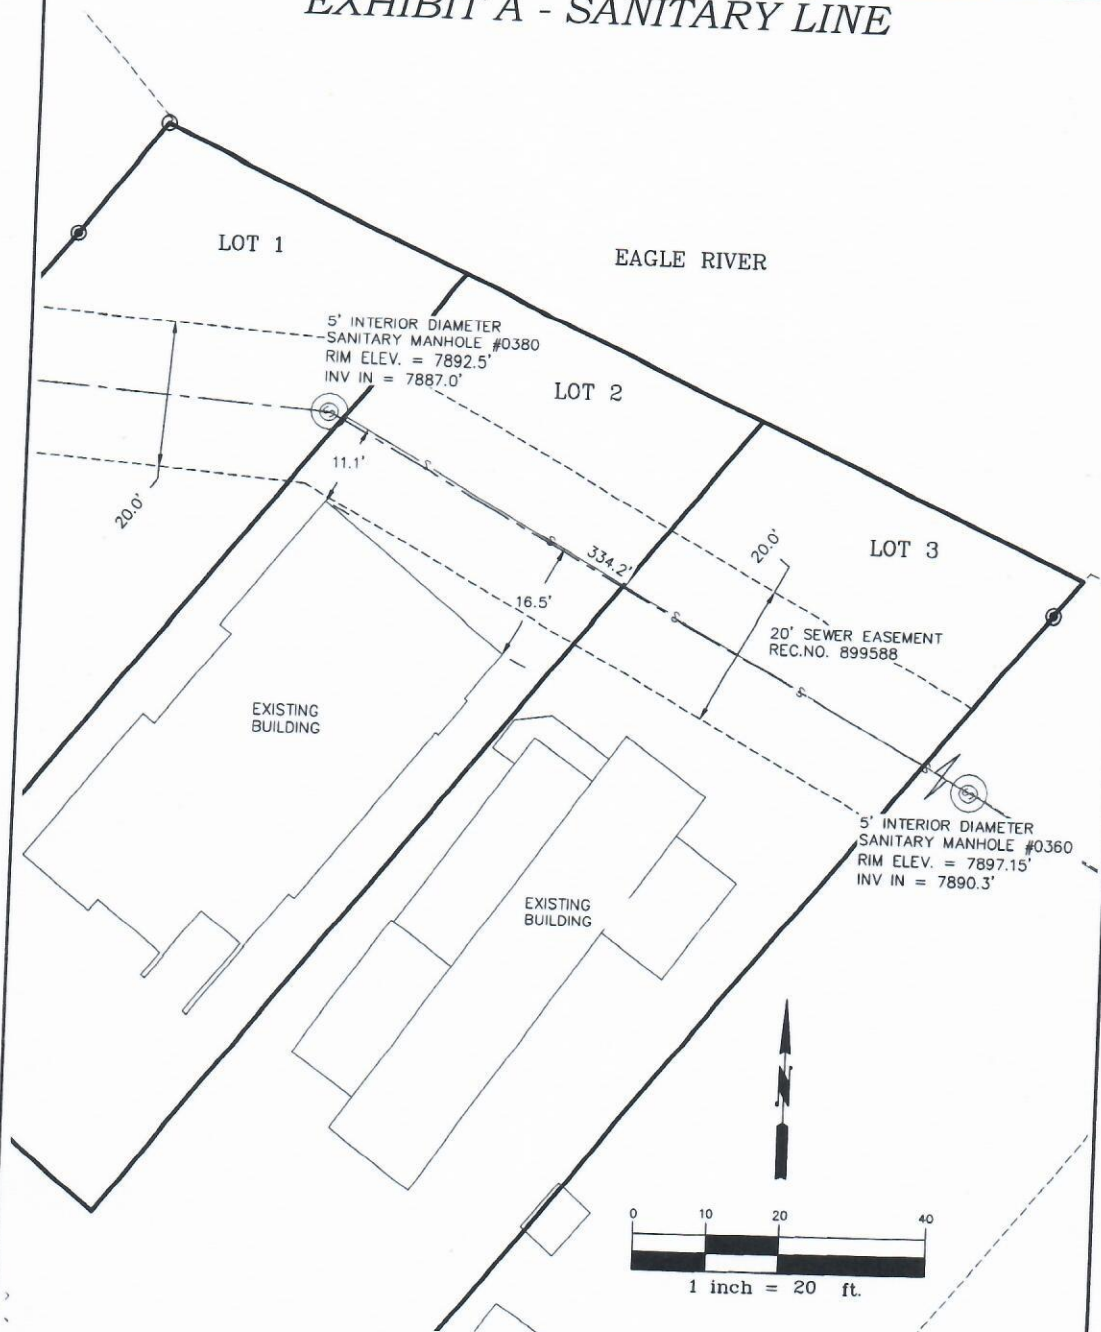 EXHIBIT A - SANITARY LINE
LOT 1
EAGLE RIVER
5' INTERIOR DIAMETER
SANITARY MANHOLE #0380
RIM ELEV. = 7892.5'
INV IN = 7887.0'
LOT 2
S
11.1'
S
20.0'
S
334.2'
20.0'
LOT 3
16.5'
S
20' SEWER EASEMENT
REC.NO. 899588
S
EXISTING
BUILDING
S
S
5' INTERIOR DIAMETER
SANITARY MANHOLE #0360
RIM ELEV. = 7897.15'
INV IN = 7890.3'
EXISTING
BUILDING
N
0 10 20 40
1 inch = 20 ft.